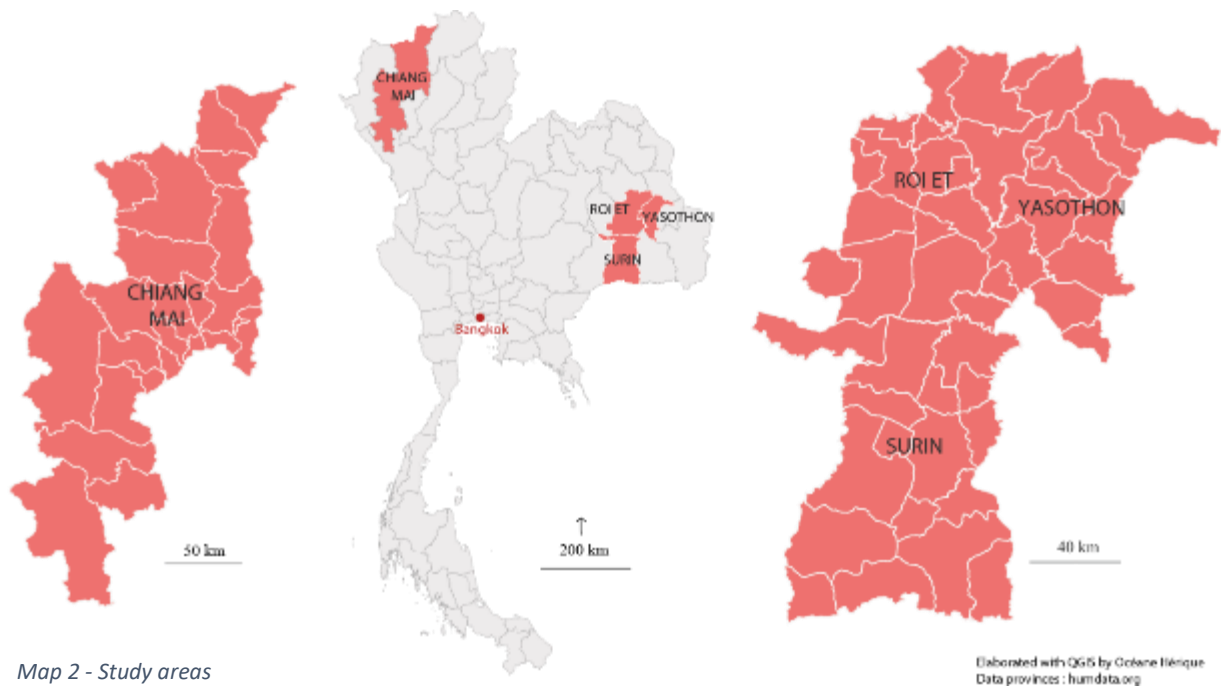 CHIANG
MAI
50 km
CHIANG
MAI
ROI ET
YASOTHON
SURIN
Bangkok
↑
200 km
ROI ET
YASOTHON
SURIN
40 km
Map 2 - Study areas
Elaborated with QGIS by Océane Hérique
Data provinces : humdata.org